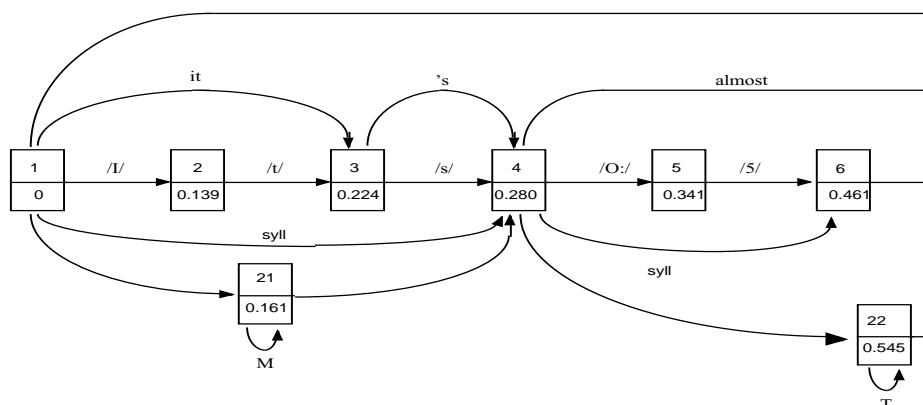 it 's almost
1 /I/ 2 /t/ 3 /s/ 4 /O:/ 5 /5/ 6
0 0.139 0.224 0.280 0.341 0.461
syll
syll
21
0.161
M
22
0.545
T